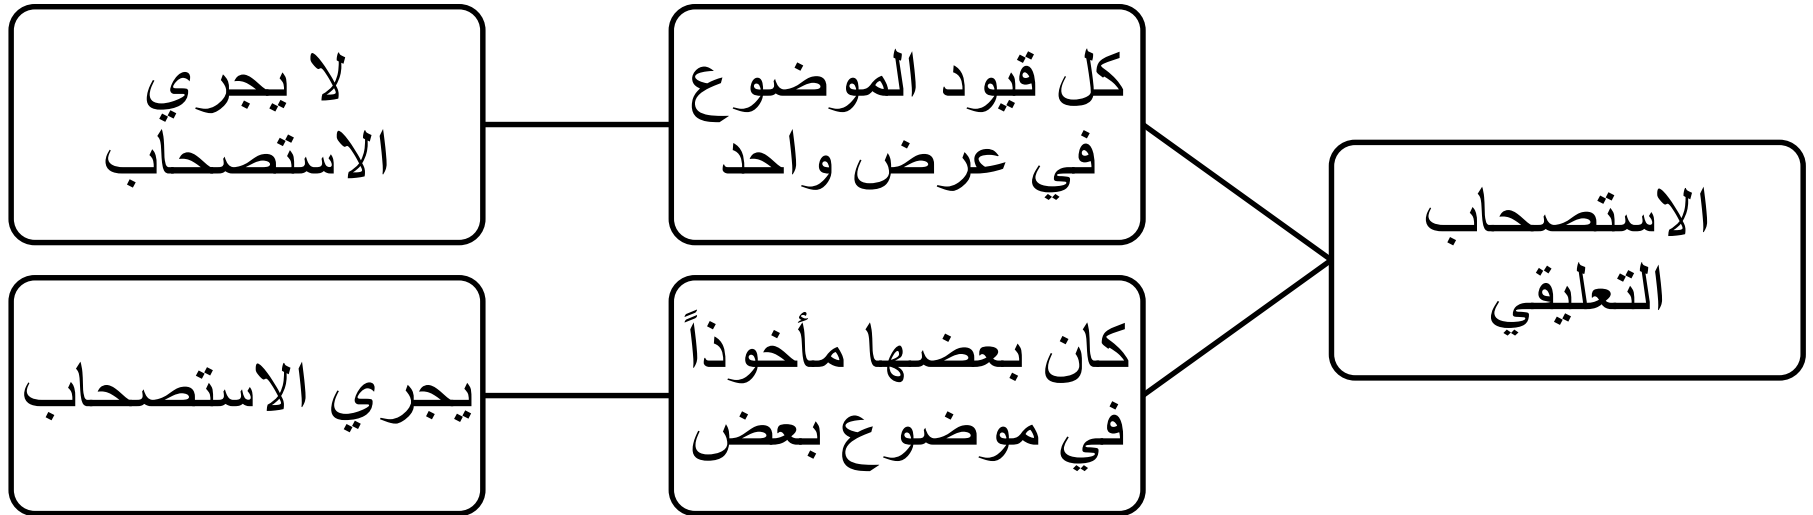 الاستصحاب
التعليقي
كل قيود الموضوع
في عرض واحد
لا يجري
الاستصحاب
كان بعضها مأخوذاً
في موضوع بعض
يجري الاستصحاب